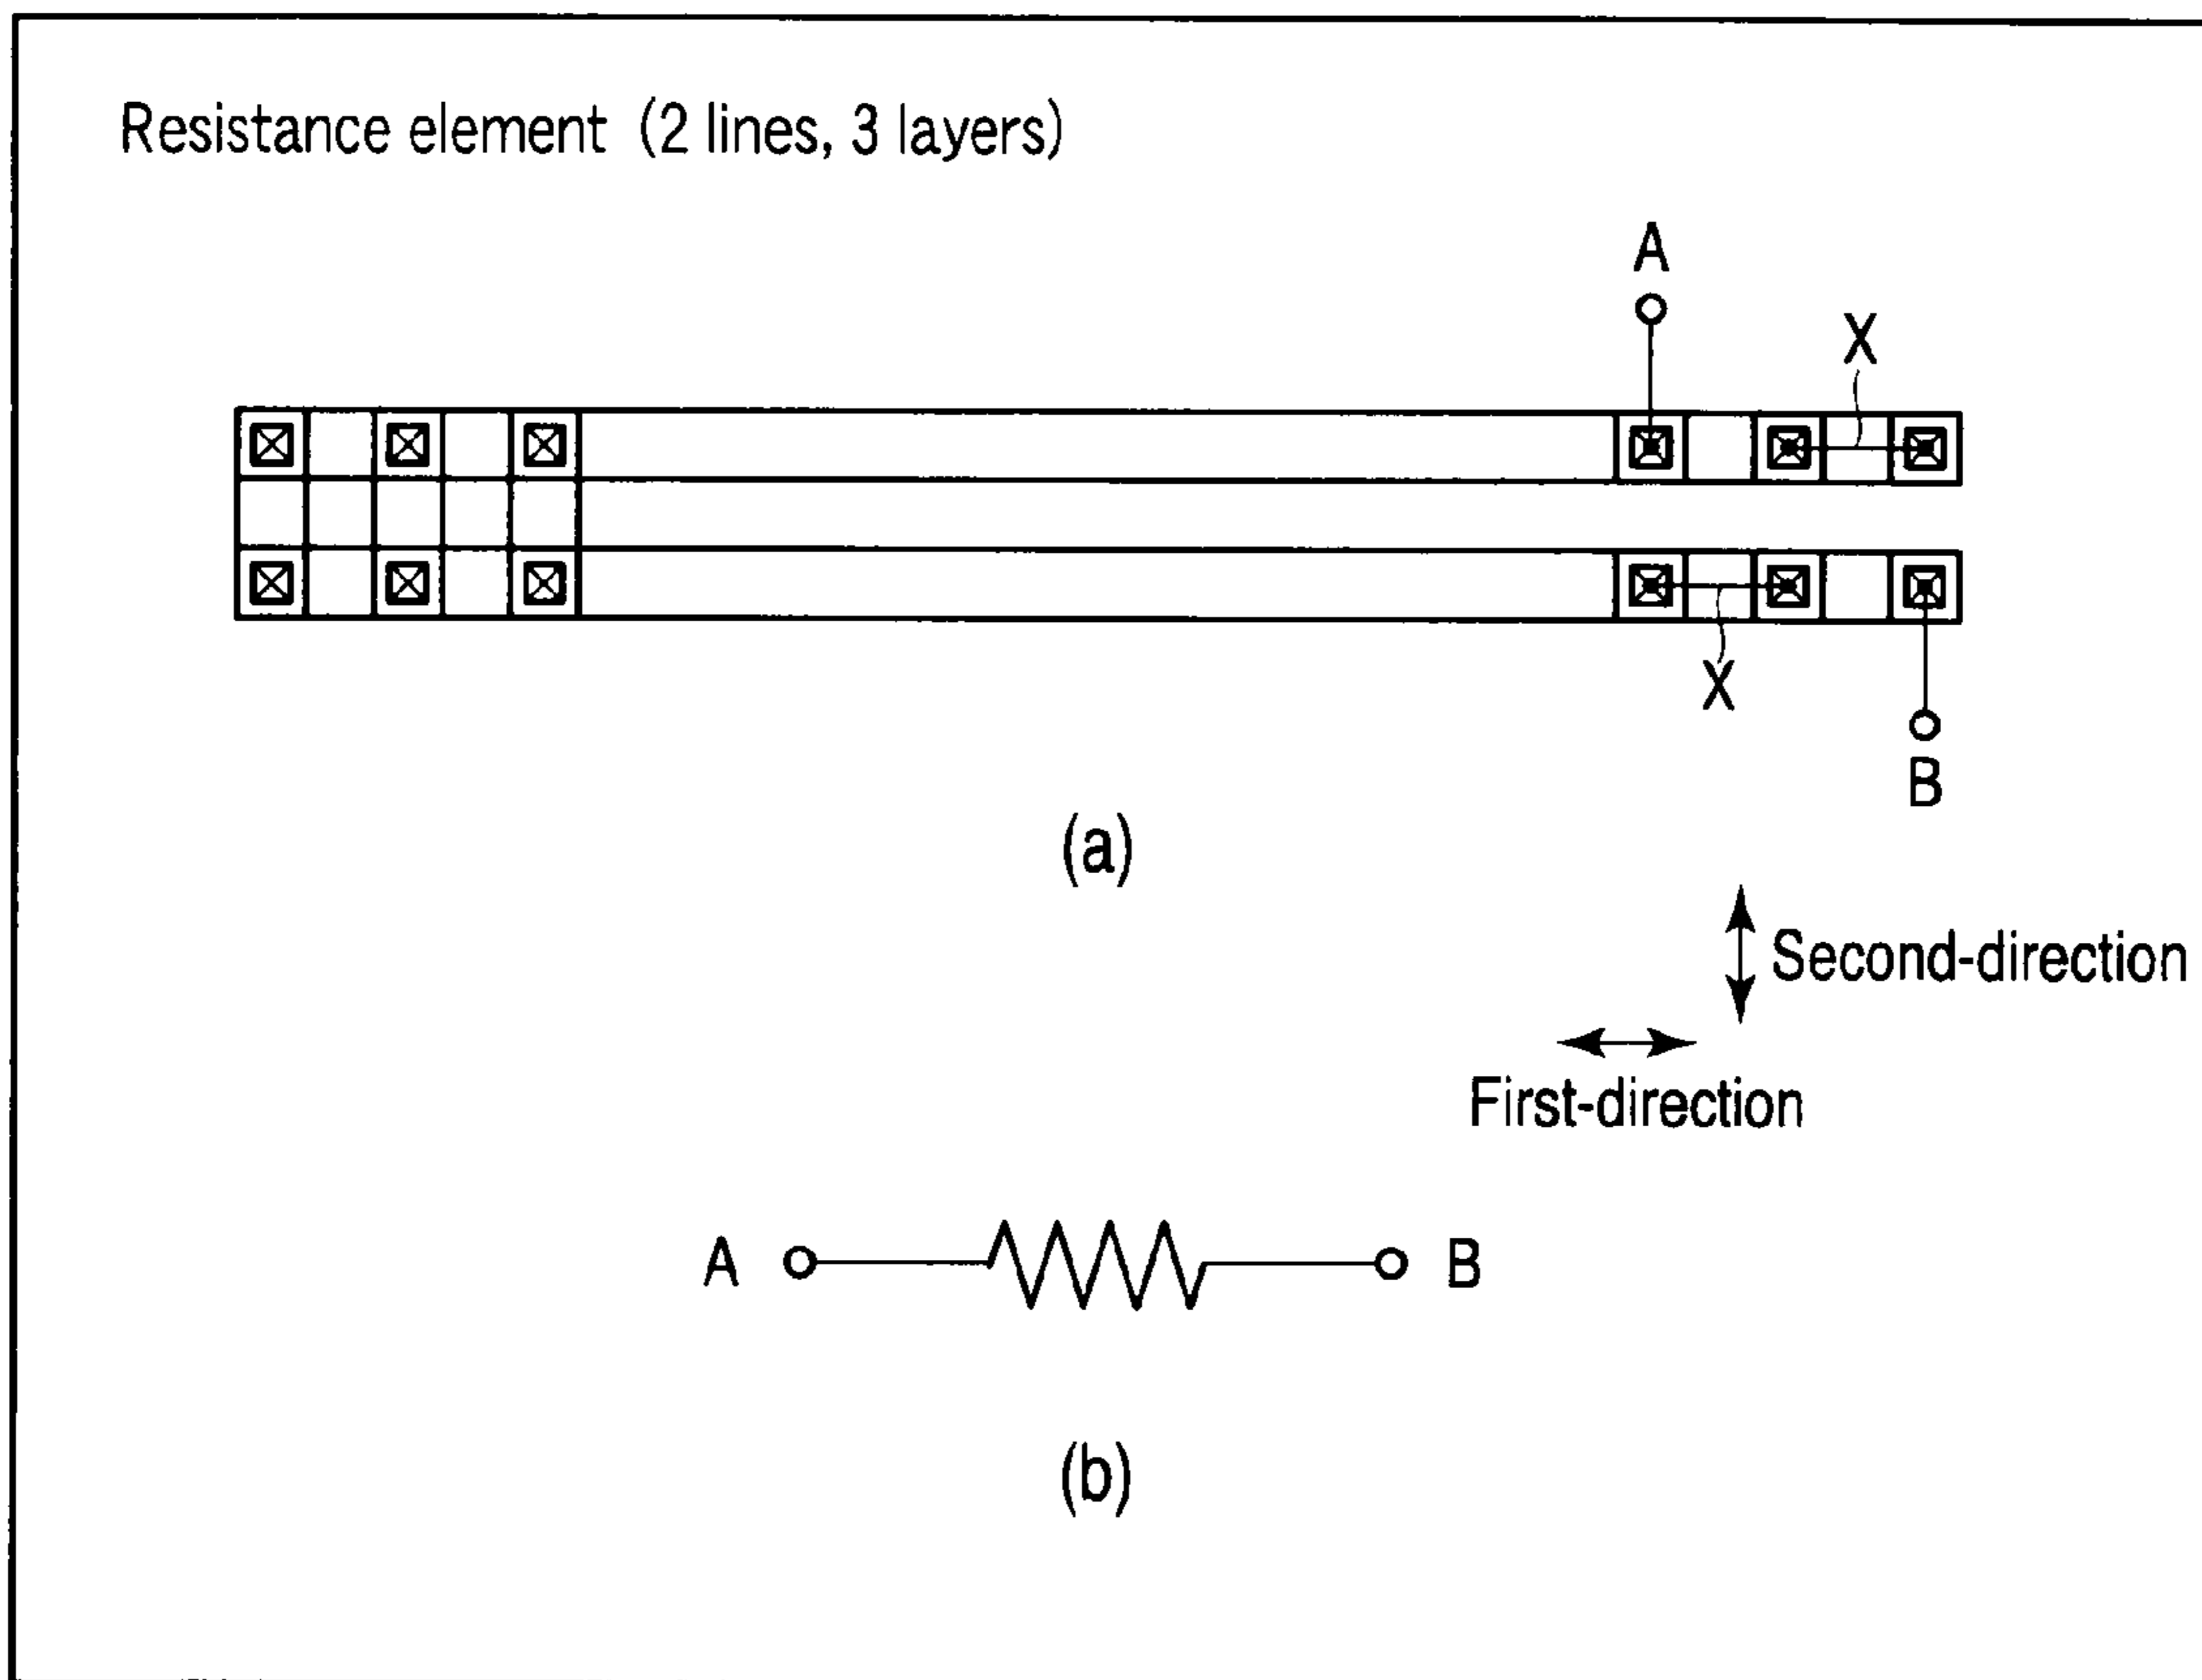 Resistance element (2 lines, 3 layers)
A
X
X
B
(a)
Second-direction
First-direction
A B
(b)